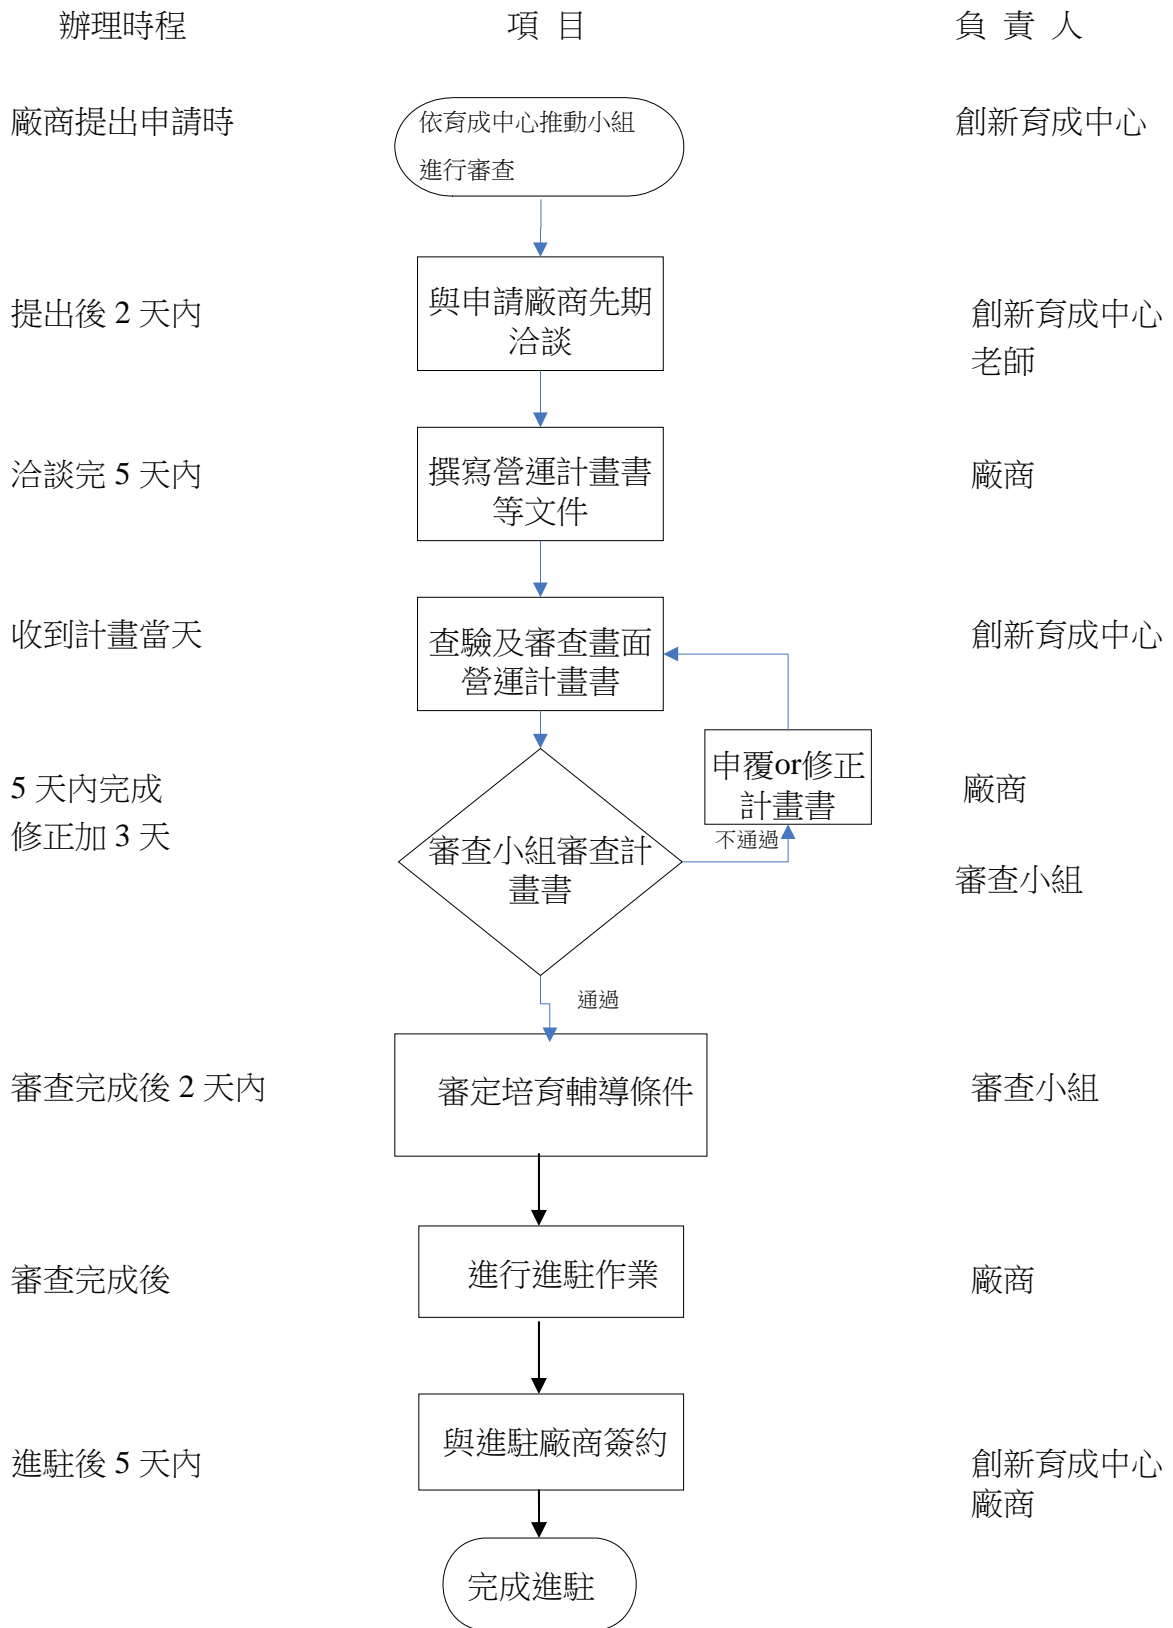 辦理時程 項 目 負 責 人
廠商提出申請時
依育成中心推動小組
進行審查
創新育成中心
提出後 2 天內
與申請廠商先期
洽談
創新育成中心
老師
洽談完 5 天內
撰寫營運計畫書
等文件
廠商
收到計畫當天
查驗及審查畫面
營運計畫書
創新育成中心
5 天內完成
修正加 3 天
申覆or修正
計畫書
廠商
不通過
審查小組審查計
畫書
審查小組
通過
審查完成後 2 天內
審定培育輔導條件
審查小組
審查完成後
進行進駐作業
廠商
進駐後 5 天內
與進駐廠商簽約
創新育成中心
廠商
完成進駐